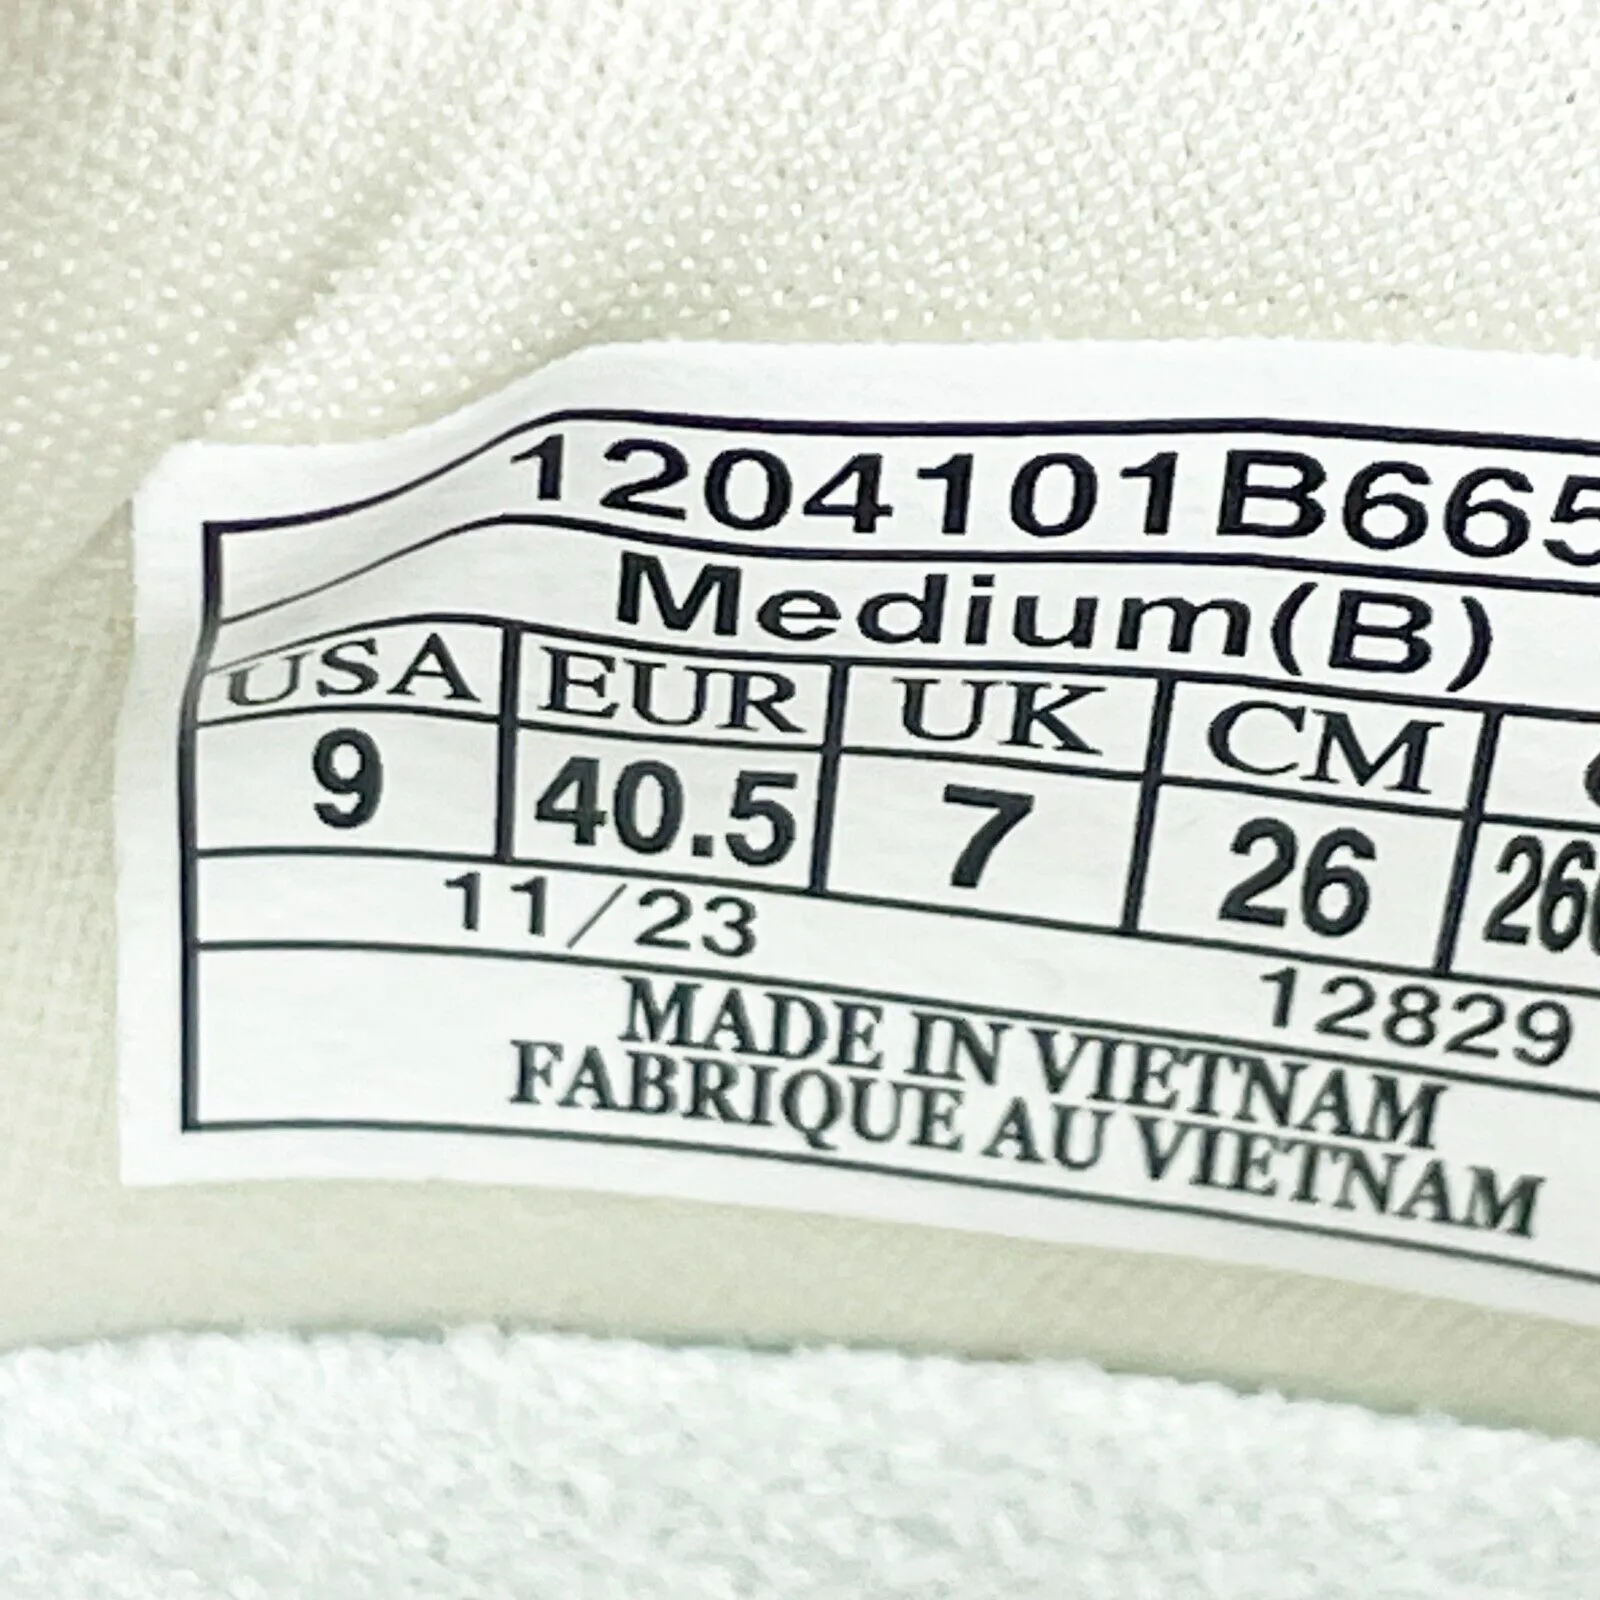 1204101B665
Medium(B)
USA EUR UK CM
9 40.5 7 26
11/23 12829
MADE IN VIETNAM
FABRIQUE AU VIETNAM